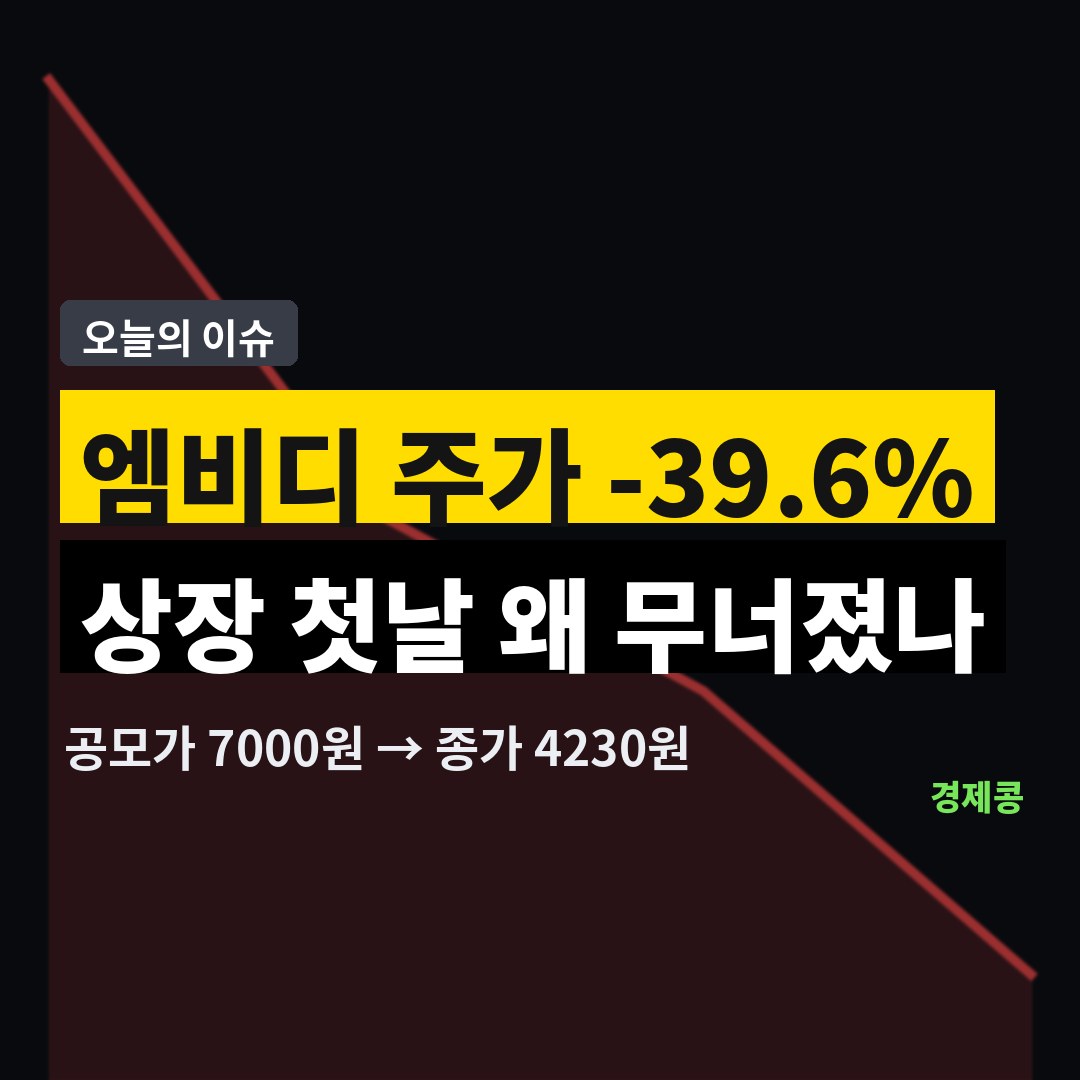 오늘의 이슈
엠비디 주가 -39.6%
상장 첫날 왜 무너졌나
공모가 7000원 → 종가 4230원
경제콩